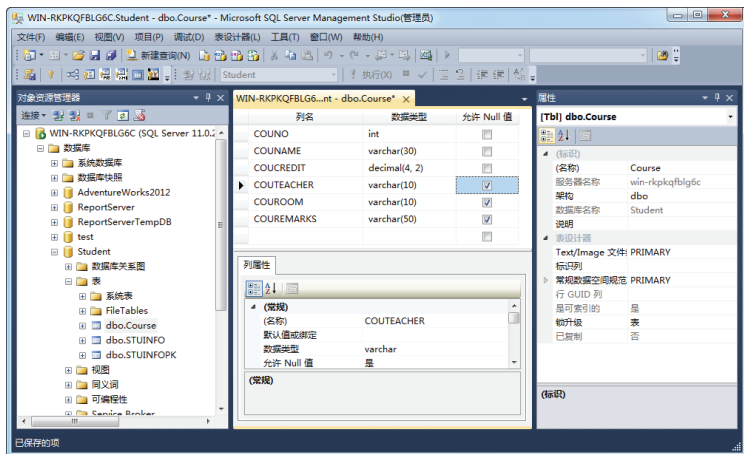 WIN-RKPKQFBLG6C.Student - dbo.Course* - Microsoft SQL Server Management Studio(管理员)
文件(F) 编辑(E) 视图(V) 项目(P) 调试(D) 表设计器(L) 工具(T) 窗口(W) 帮助(H)
新建查询(N)
Student 执行(X)
对象资源管理器
连接
WIN-RKPKQFBLG6C (SQL Server 11.0.2
数据库
系统数据库
数据库快照
AdventureWorks2012
ReportServer
ReportServerTempDB
test
Student
数据库关系图
表
系统表
FileTables
dbo.Course
dbo.STUINFO
dbo.STUINFOPK
视图
同义词
可编程性
Service Broker
WIN-RKPKQFBLG6...nt - dbo.Course*
列名 数据类型 允许 Null 值
COUNO int
COUNAME varchar(30)
COUCREDIT decimal(4, 2)
COUTEACHER varchar(10)
COUROOM varchar(10)
COUREMARKS varchar(50)
列属性
(常规)
(名称) COUTEACHER
默认值或绑定
数据类型 varchar
允许 Null 值 是
(常规)
属性
[Tbl] dbo.Course
(标识)
(名称) Course
服务器名称 win-rkpkqfblg6c
架构 dbo
数据库名称 Student
说明
表设计器
Text/Image 文件 PRIMARY
标识列
常规数据空间规范 PRIMARY
行 GUID 列
是可索引的 是
锁升级 表
已复制 否
(标识)
已保存的项